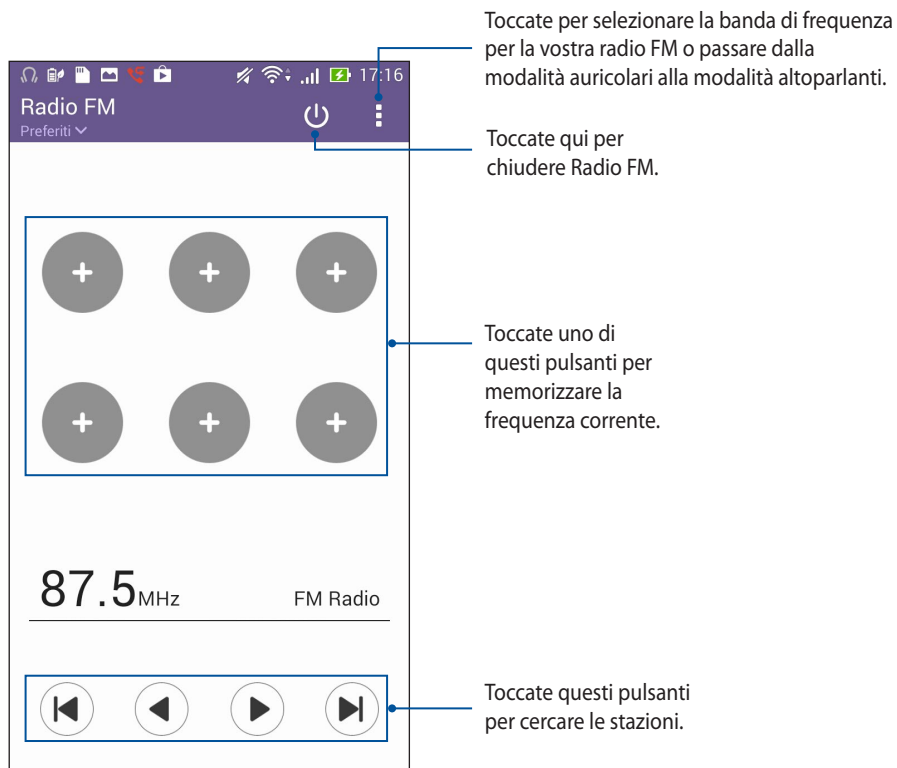 Toccate per selezionare la banda di frequenza
per la vostra radio FM o passare dalla
modalità auricolari alla modalità altoparlanti.
17:16
Radio FM
Preferiti
Toccate qui per
chiudere Radio FM.
Toccate uno di
questi pulsanti per
memorizzare la
frequenza corrente.
87.5MHz FM Radio
Toccate questi pulsanti
per cercare le stazioni.